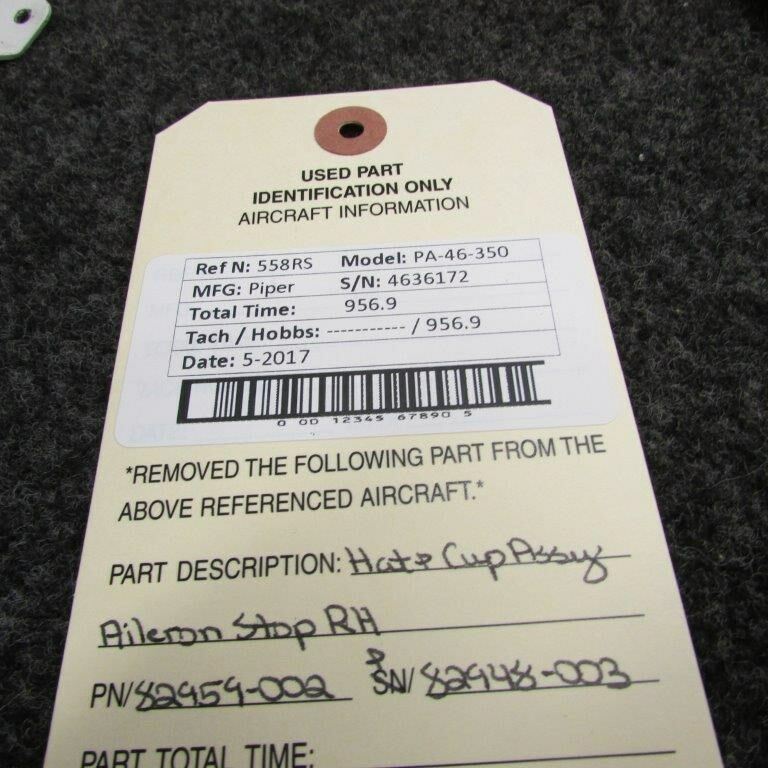 USED PART
IDENTIFICATION ONLY
AIRCRAFT INFORMATION
Ref N: 558RS Model: PA-46-350
MFG: Piper S/N: 4636172
Total Time: 956.9
Tach / Hobbs: ----------- / 956.9
Date: 5-2017
0 00 12345 67890 5
*REMOVED THE FOLLOWING PART FROM THE
ABOVE REFERENCED AIRCRAFT.*
PART DESCRIPTION: Hat & Cup Assy
Aileron Stop RH
PN/82959-002 & SN/82948-003
PART TOTAL TIME: